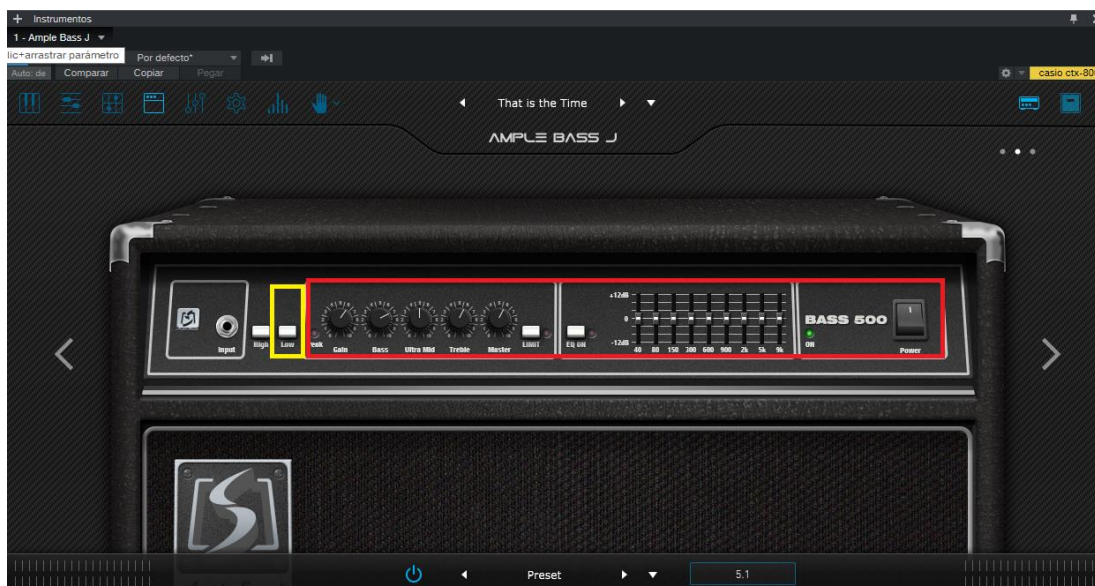 + Instrumentos
1 - Ample Bass J
lic+arrastrar parámetro Por defecto*
Auto: de Comparar Copiar Pegar casio ctx-800
That is the Time
AMPLE BASS J
+12dB
0
-12dB
BASS 500
1
Input High Low Peak Gain Bass Ultra Mid Treble Master LIMIT EQ ON 40 80 150 300 600 900 2k 5k 9k ON Power
Preset 5.1